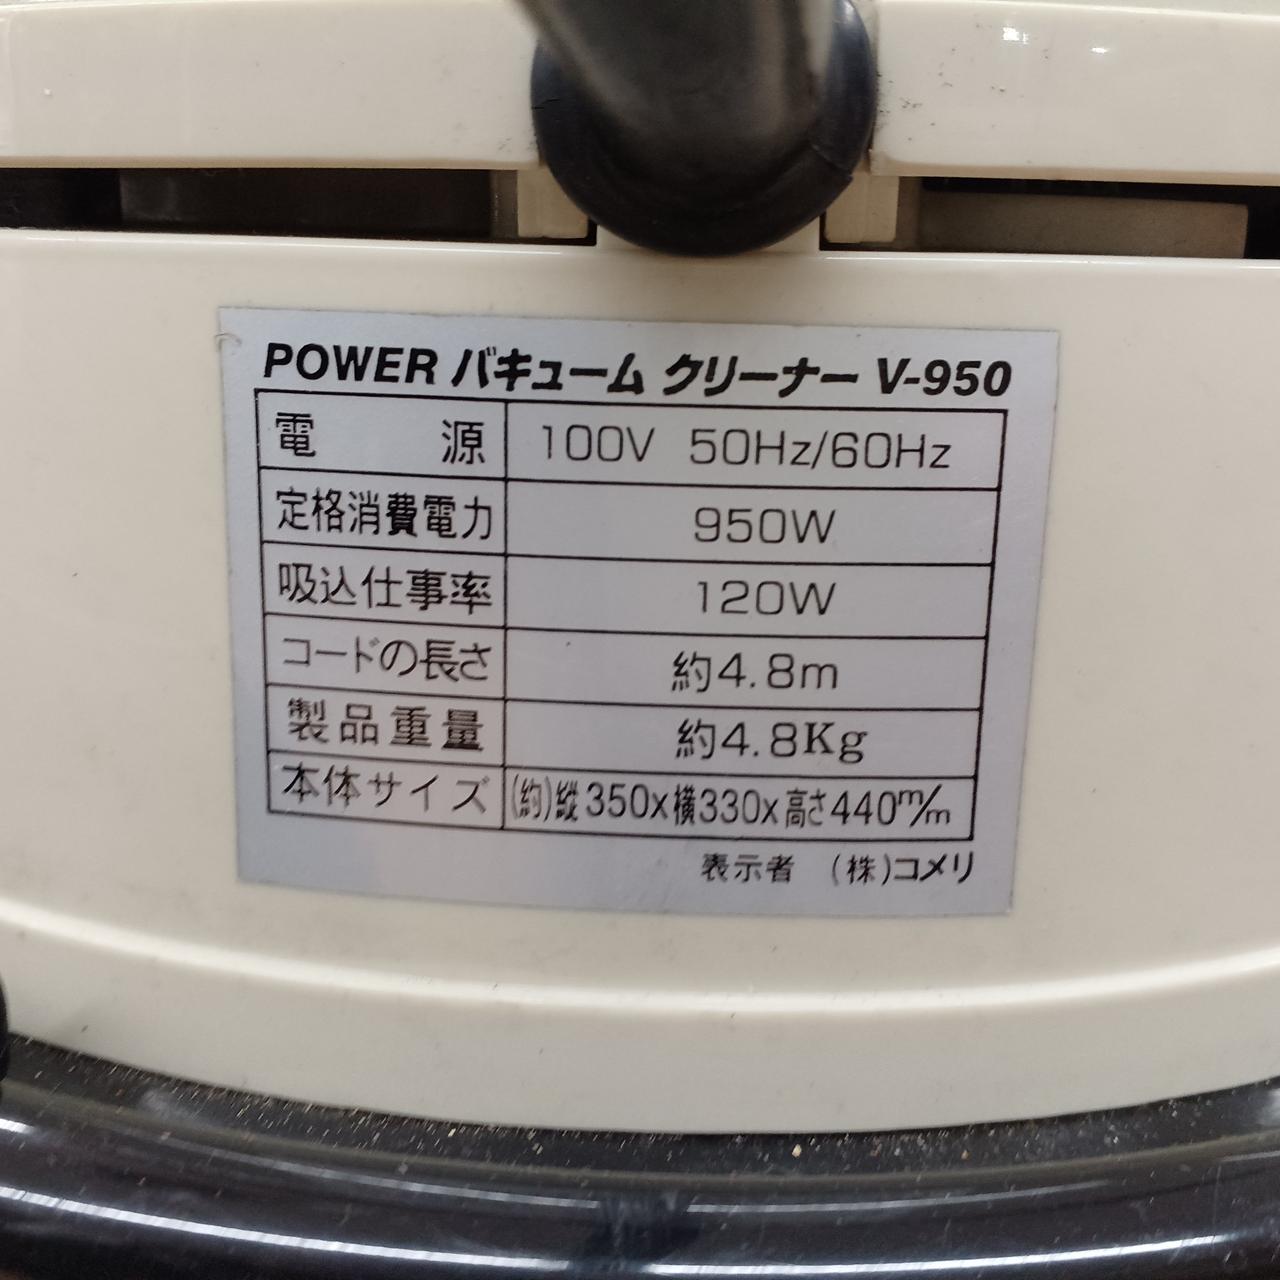 POWER バキューム クリーナー V-950
電源 100V 50Hz/60Hz
定格消費電力 950W
吸込仕事率 120W
コードの長さ 約4.8m
製品重量 約4.8Kg
本体サイズ (約)縦350x横330x高さ440m/m
表示者 (株)コメリ